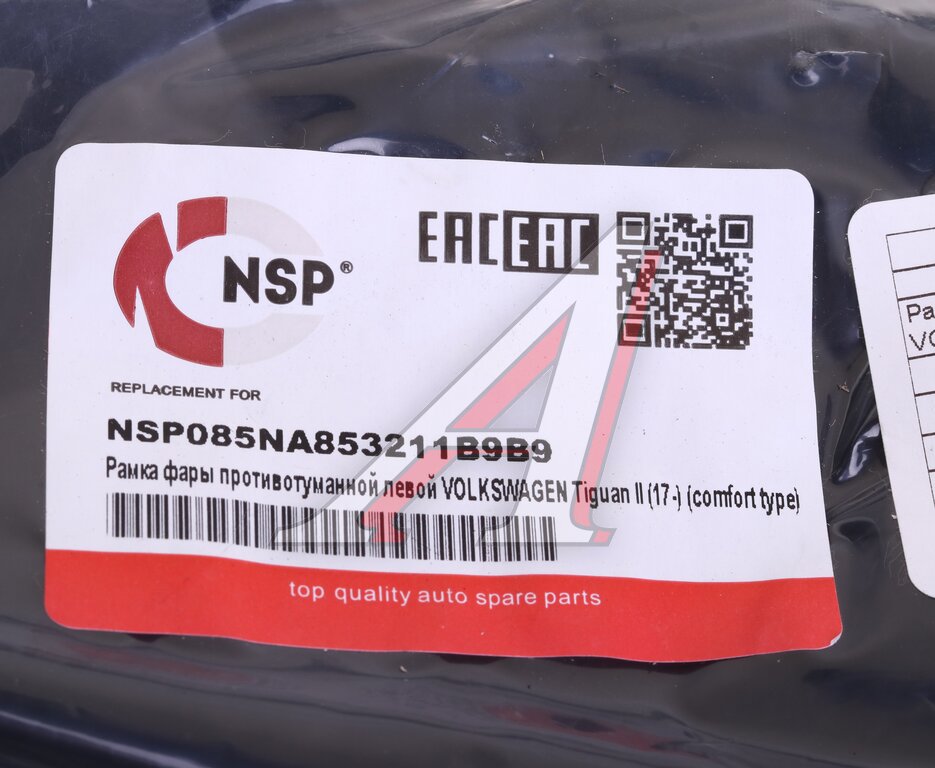 NSP®
EAC EAC
REPLACEMENT FOR
NSP085NA853211B9B9
Рамка фары противотуманной левой VOLKSWAGEN Tiguan II (17-) (comfort type)
top quality auto spare parts